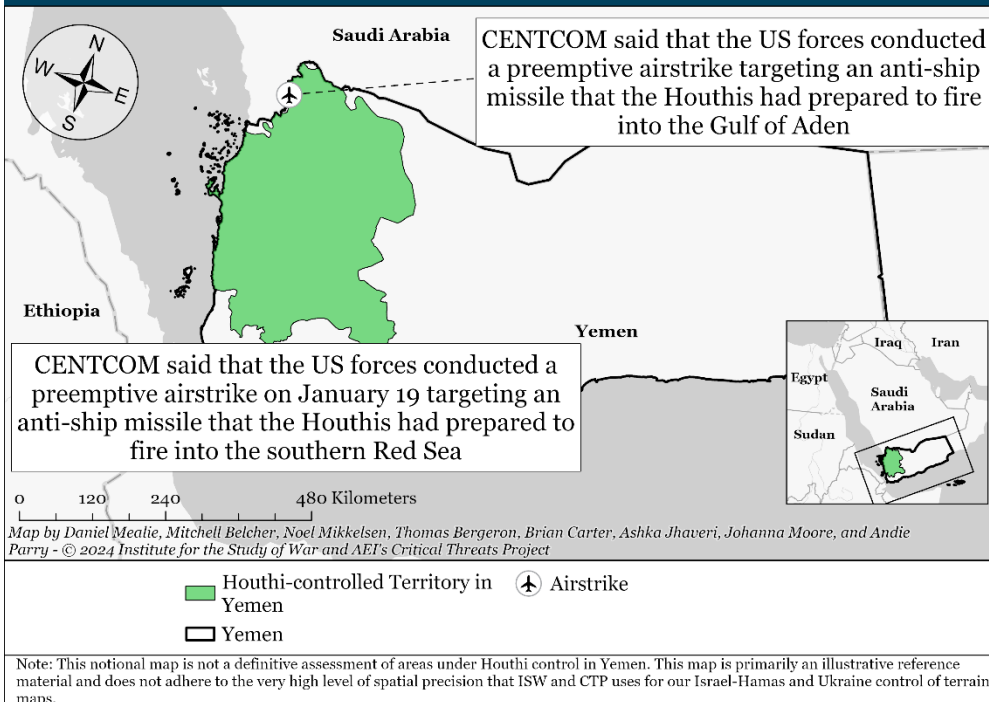 N
W
E
S
Saudi Arabia
CENTCOM said that the US forces conducted
a preemptive airstrike targeting an anti-ship
missile that the Houthis had prepared to fire
into the Gulf of Aden
Ethiopia
Yemen
CENTCOM said that the US forces conducted a
preemptive airstrike on January 19 targeting an
anti-ship missile that the Houthis had prepared to
fire into the southern Red Sea
Iraq
Iran
Egypt
Saudi
Arabia
Sudan
0 120 240 480 Kilometers
Map by Daniel Mealie, Mitchell Belcher, Noel Mikkelsen, Thomas Bergeron, Brian Carter, Ashka Jhaveri, Johanna Moore, and Andie
Parry - © 2024 Institute for the Study of War and AEI's Critical Threats Project
Houthi-controlled Territory in
Yemen
Airstrike
Yemen
Note: This notional map is not a definitive assessment of areas under Houthi control in Yemen. This map is primarily an illustrative reference
material and does not adhere to the very high level of spatial precision that ISW and CTP uses for our Israel-Hamas and Ukraine control of terrain
maps.